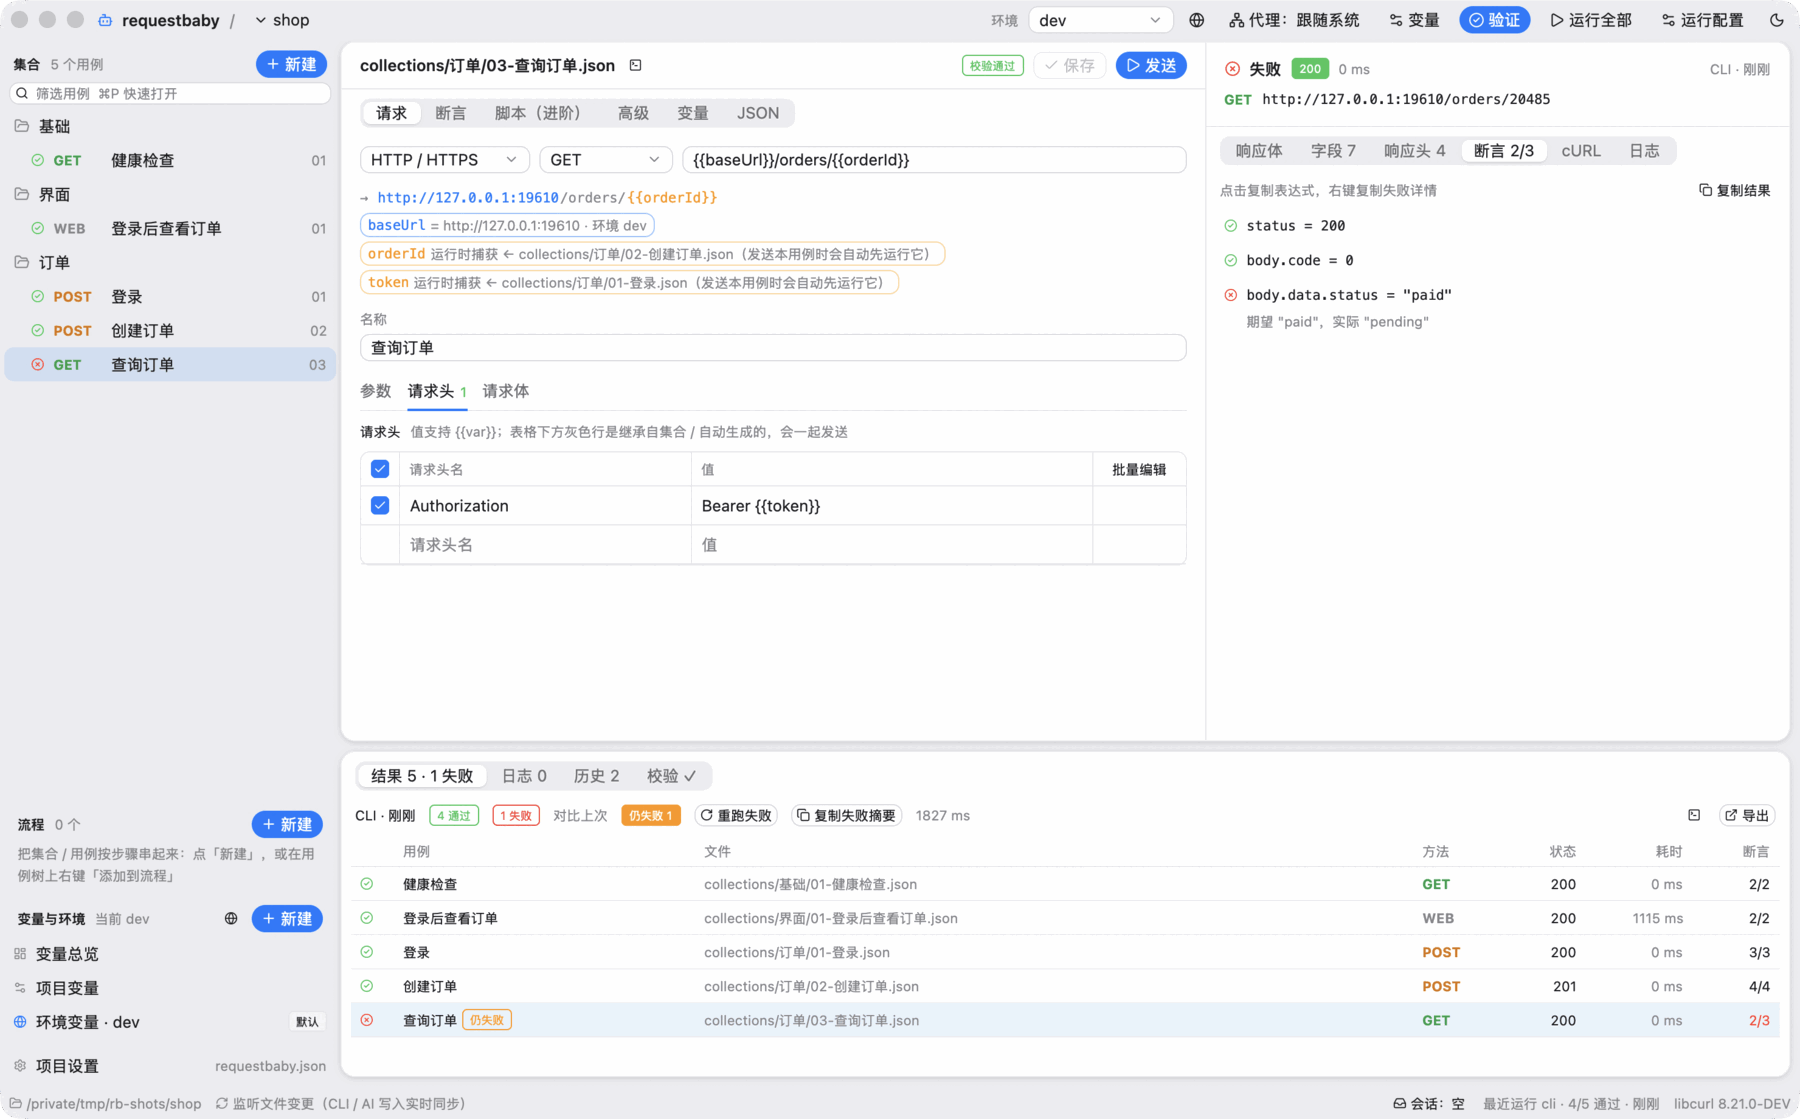 requestbaby / shop
环境 dev 代理：跟随系统 变量 验证 运行全部 运行配置
集合 5 个用例 + 新建
筛选用例 ⌘P 快速打开
基础
GET 健康检查 01
界面
WEB 登录后查看订单 01
订单
POST 登录 01
POST 创建订单 02
GET 查询订单 03
流程 0 个 + 新建
把集合 / 用例按步骤串起来：点「新建」，或在用
例树上右键「添加到流程」
变量与环境 当前 dev + 新建
变量总览
项目变量
环境变量 · dev 默认
项目设置 requestbaby.json
collections/订单/03-查询订单.json 校验通过 保存 发送
请求 断言 脚本（进阶） 高级 变量 JSON
HTTP / HTTPS GET {{baseUrl}}/orders/{{orderId}}
→ http://127.0.0.1:19610/orders/{{orderId}}
baseUrl = http://127.0.0.1:19610 · 环境 dev
orderId 运行时捕获 ← collections/订单/02-创建订单.json（发送本用例时会自动先运行它）
token 运行时捕获 ← collections/订单/01-登录.json（发送本用例时会自动先运行它）
名称
查询订单
参数 请求头 1 请求体
请求头 值支持 {{var}}；表格下方灰色行是继承自集合 / 自动生成的，会一起发送
请求头名 值 批量编辑
Authorization Bearer {{token}}
请求头名 值
失败 200 0 ms CLI · 刚刚
GET http://127.0.0.1:19610/orders/20485
响应体 字段 7 响应头 4 断言 2/3 cURL 日志
点击复制表达式，右键复制失败详情 复制结果
status = 200
body.code = 0
body.data.status = "paid"
期望 "paid"，实际 "pending"
结果 5 · 1 失败 日志 0 历史 2 校验 ✓
CLI · 刚刚 4 通过 1 失败 对比上次 仍失败 1 重跑失败 复制失败摘要 1827 ms 导出
用例 文件 方法 状态 耗时 断言
健康检查 collections/基础/01-健康检查.json GET 200 0 ms 2/2
登录后查看订单 collections/界面/01-登录后查看订单.json WEB 200 1115 ms 2/2
登录 collections/订单/01-登录.json POST 200 0 ms 3/3
创建订单 collections/订单/02-创建订单.json POST 201 0 ms 4/4
查询订单 仍失败 collections/订单/03-查询订单.json GET 200 0 ms 2/3
/private/tmp/rb-shots/shop 监听文件变更（CLI / AI 写入实时同步） 会话：空 最近运行 cli · 4/5 通过 · 刚刚 libcurl 8.21.0-DEV